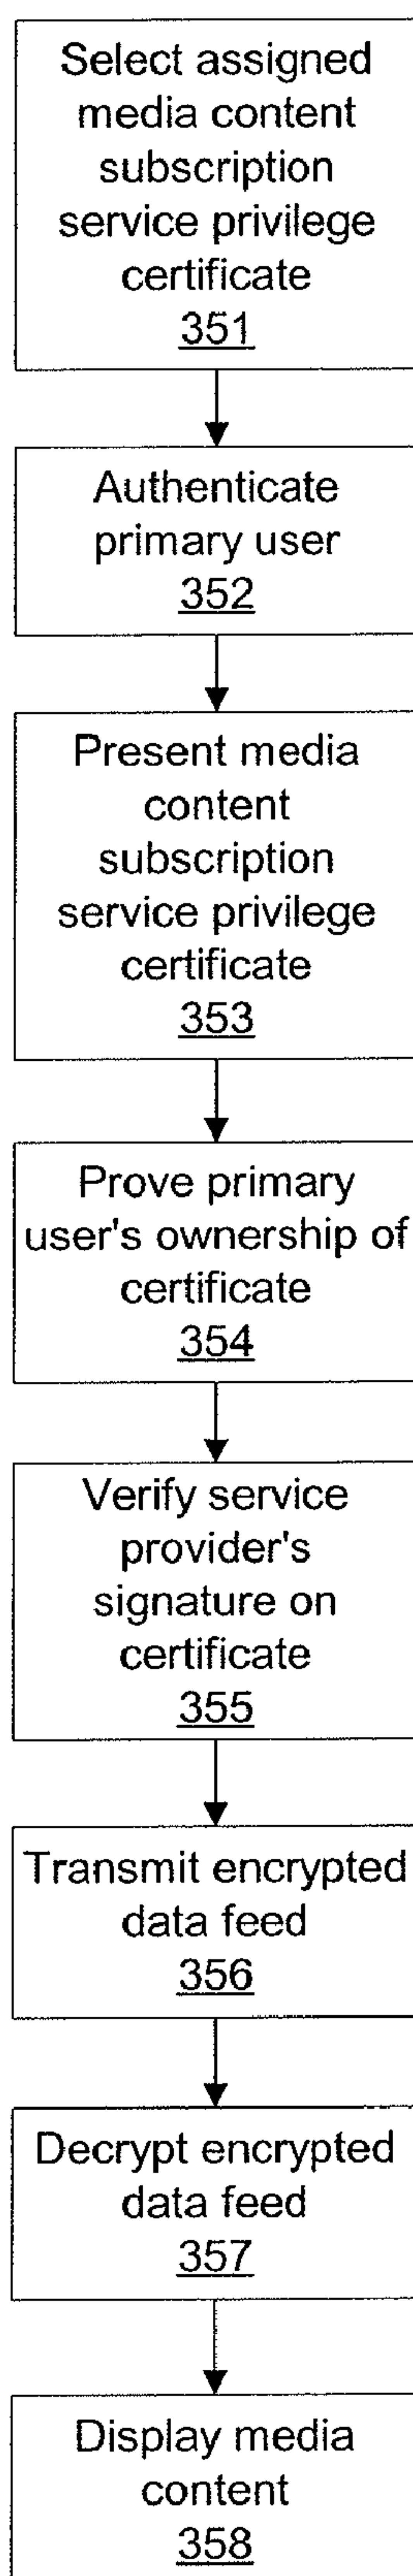 Select assigned
media content
subscription
service privilege
certificate
351
Authenticate
primary user
352
Present media
content
subscription
service privilege
certificate
353
Prove primary
user's ownership of
certificate
354
Verify service
provider's
signature on
certificate
355
Transmit encrypted
data feed
356
Decrypt encrypted
data feed
357
Display media
content
358